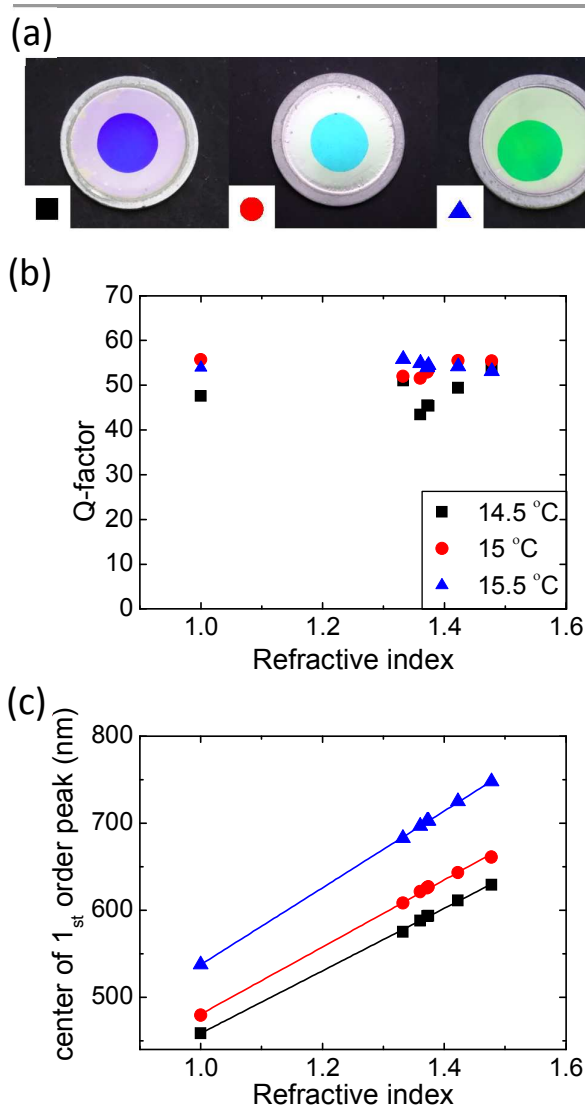 (a)
(b)
70
60
50
40
30
20
10
0
Q-factor
14.5 °C
15 °C
15.5 °C
1.0 1.2 1.4 1.6
Refractive index
(c)
800
700
600
500
center of 1st order peak (nm)
1.0 1.2 1.4 1.6
Refractive index